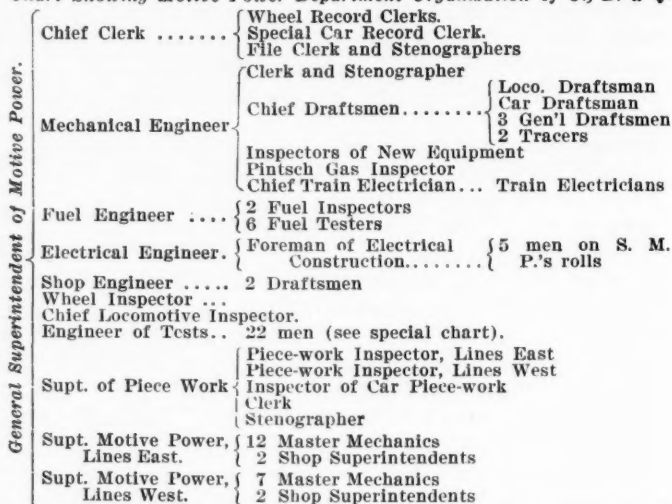 Chart Showing Motive Power Department Organization of
General Superintendent of Motive Power.
Chief Clerk ....... Wheel Record Clerks.
Special Car Record Clerk.
File Clerk and Stenographers
Clerk and Stenographer
Loco. Draftsman
Chief Draftsmen........ Car Draftsman
3 Gen'l Draftsmen
Mechanical Engineer 2 Tracers
Inspectors of New Equipment
Pintsch Gas Inspector
Chief Train Electrician... Train Electricians
Fuel Engineer .... 2 Fuel Inspectors
6 Fuel Testers
Electrical Engineer. Foreman of Electrical 5 men on S. M.
Construction........ P.'s rolls
Shop Engineer ..... 2 Draftsmen
Wheel Inspector ...
Chief Locomotive Inspector.
Engineer of Tests.. 22 men (see special chart).
Piece-work Inspector, Lines East
Piece-work Inspector, Lines West
Supt. of Piece Work Inspector of Car Piece-work
Clerk
Stenographer
Supt. Motive Power, 12 Master Mechanics
Lines East. 2 Shop Superintendents
Supt. Motive Power, 7 Master Mechanics
Lines West. 2 Shop Superintendents